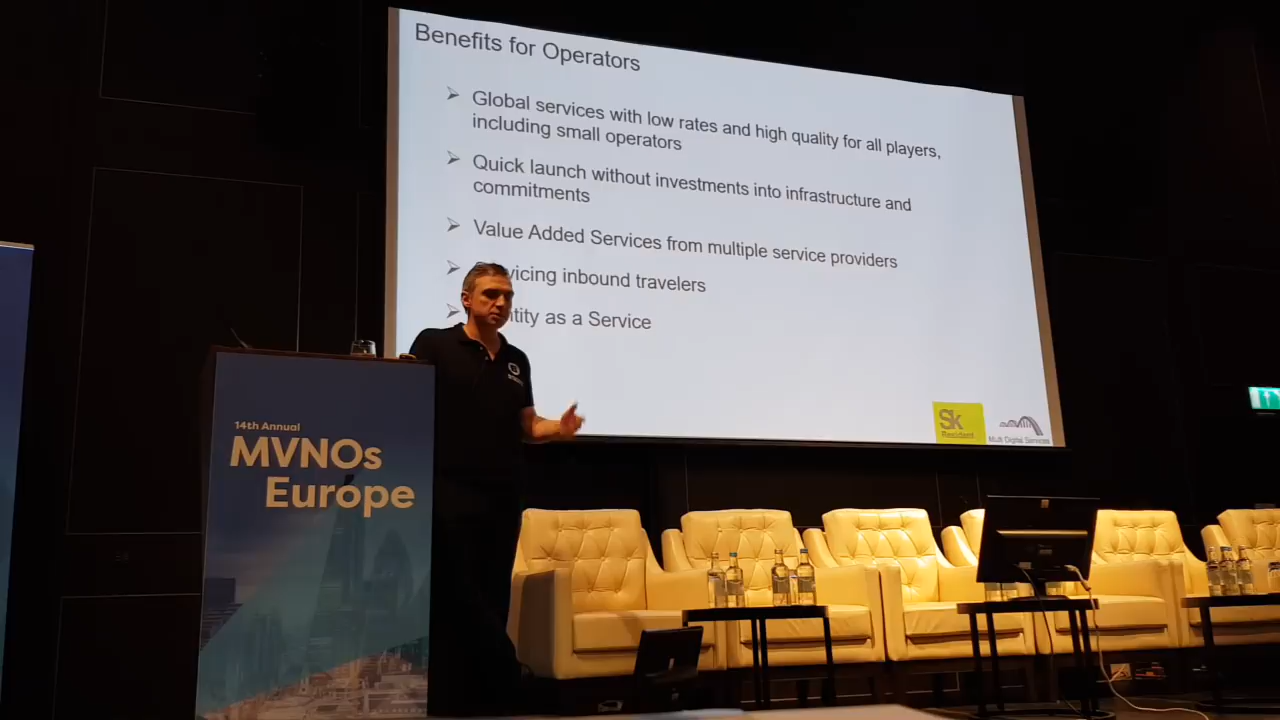 Benefits for Operators
Global services with low rates and high quality for all players,
including small operators
Quick launch without investments into infrastructure and
commitments
Value Added Services from multiple service providers
inbound travelers
as a Service
Sk
Resident
Multi Digital Services
14th Annual
MVNOs
Europe